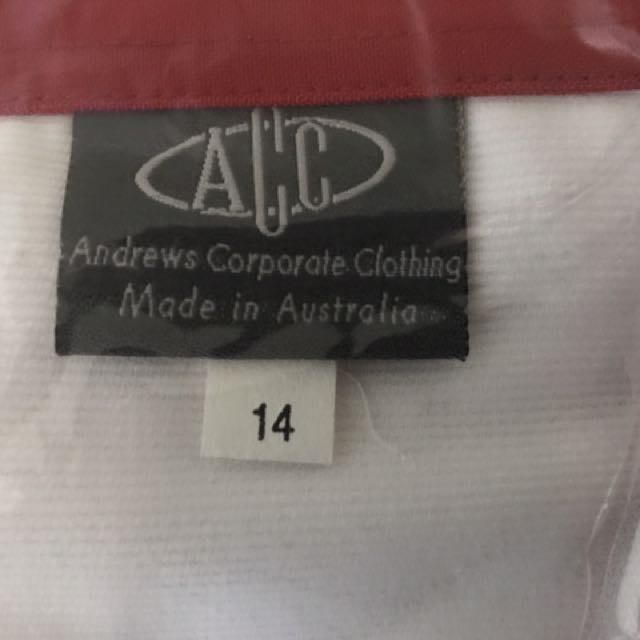 ACC
Andrews Corporate Clothing
Made in Australia
14